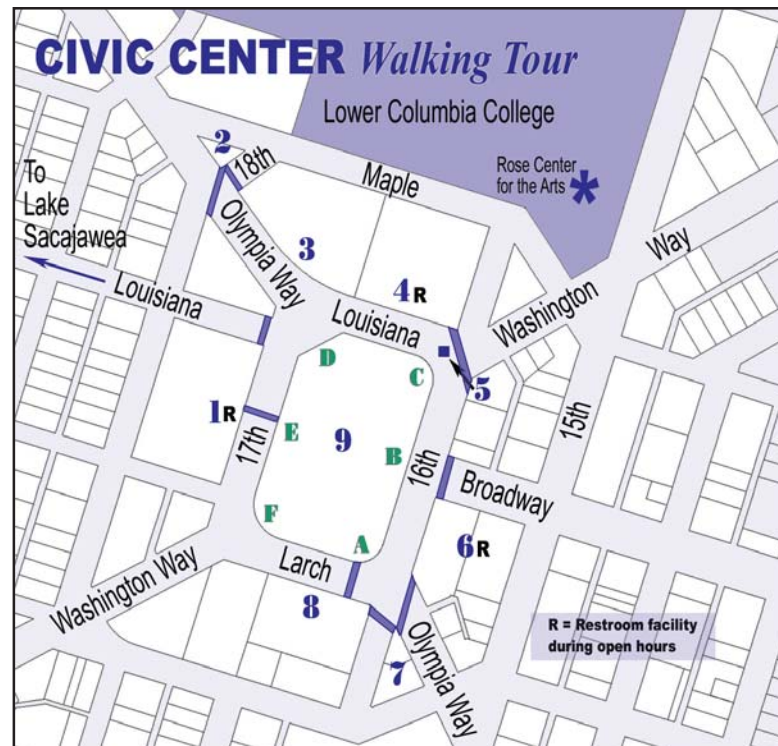 CIVIC CENTER Walking Tour
Lower Columbia College
2
18th
Maple
Rose Center
for the Arts
*
To
Lake
Sacajawea
Olympia Way
3
Way
Washington
4 R
Louisiana
Louisiana
D
C
5
1R
17th
E
9
B
16th
15th
Broadway
F
A
6R
Larch
Washington Way
8
R = Restroom facility
during open hours
7
Olympia Way